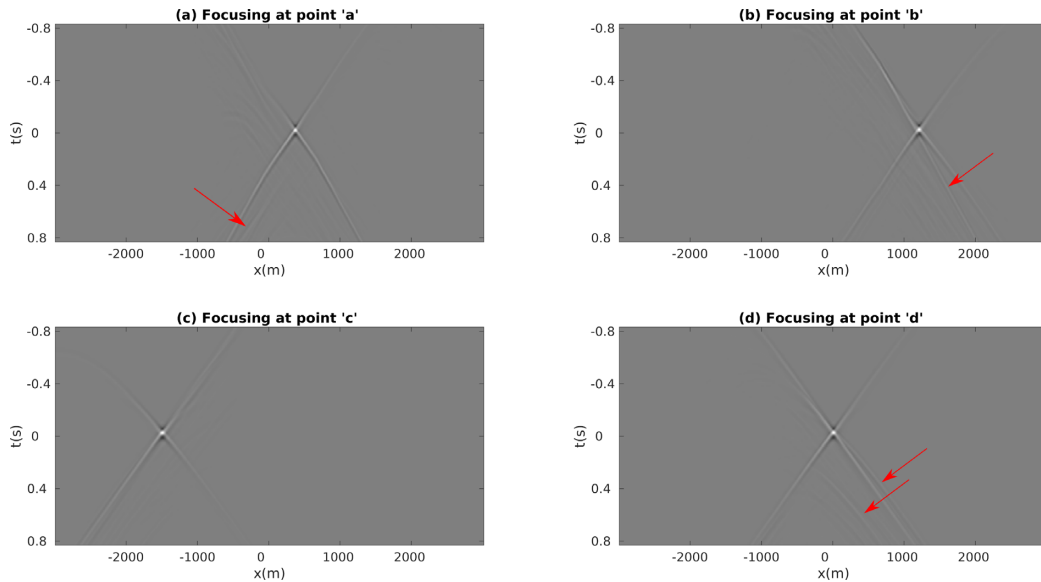 (a) Focusing at point 'a'
-0.8
-0.4
0
0.4
0.8
t(s)
-2000 -1000 0 1000 2000
x(m)
(b) Focusing at point 'b'
-0.8
-0.4
0
0.4
0.8
t(s)
-2000 -1000 0 1000 2000
x(m)
(c) Focusing at point 'c'
-0.8
-0.4
0
0.4
0.8
t(s)
-2000 -1000 0 1000 2000
x(m)
(d) Focusing at point 'd'
-0.8
-0.4
0
0.4
0.8
t(s)
-2000 -1000 0 1000 2000
x(m)